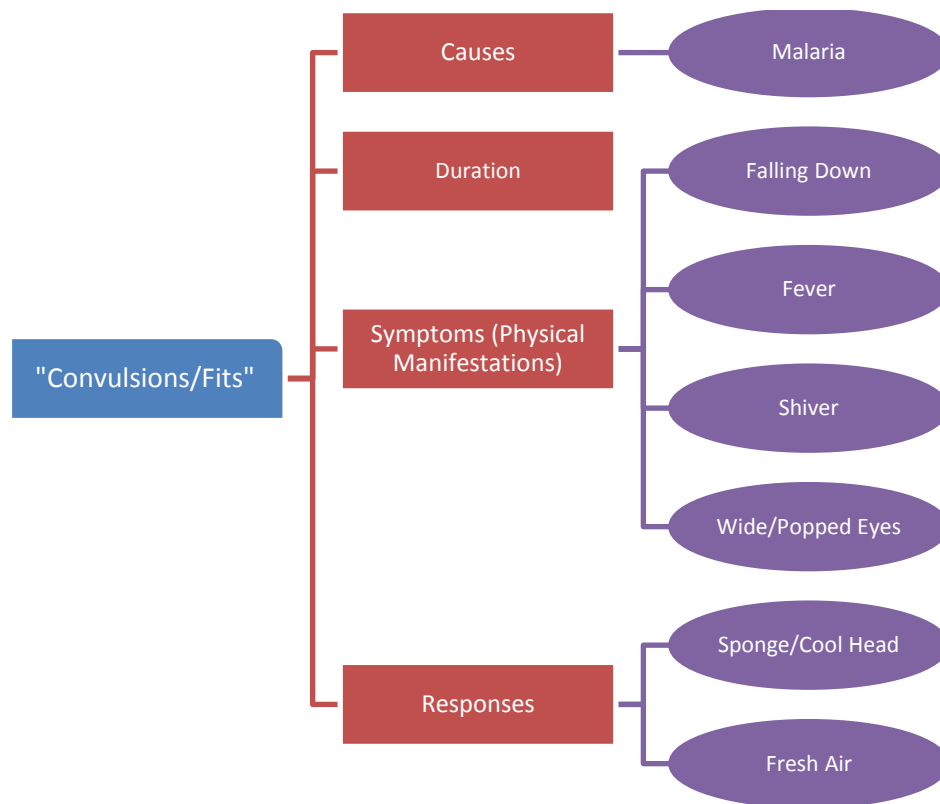 "Convulsions/Fits"
Causes
Malaria
Duration
Symptoms (Physical
Manifestations)
Falling Down
Fever
Shiver
Wide/Popped Eyes
Responses
Sponge/Cool Head
Fresh Air